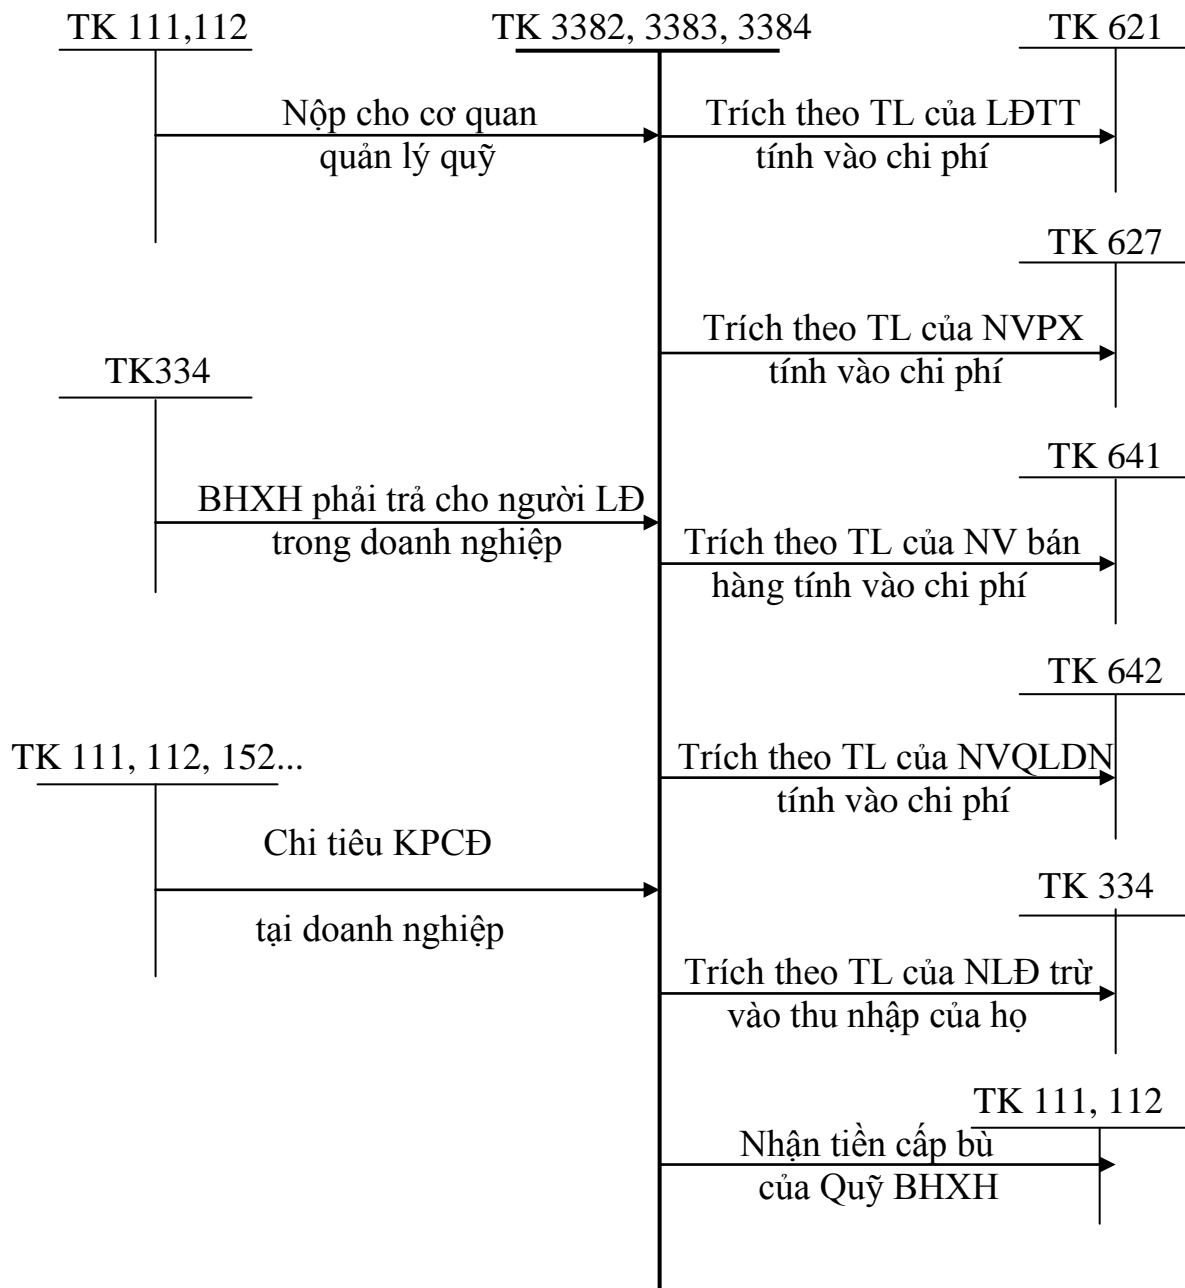 TK 111,112
TK 3382, 3383, 3384
TK 621
Nộp cho cơ quan
quản lý quỹ
Trích theo TL của LĐTT
tính vào chi phí
TK 627
Trích theo TL của NVPX
tính vào chi phí
TK334
TK 641
BHXH phải trả cho người LĐ
trong doanh nghiệp
Trích theo TL của NV bán
hàng tính vào chi phí
TK 642
TK 111, 112, 152...
Trích theo TL của NVQLDN
tính vào chi phí
Chi tiêu KPCĐ
tại doanh nghiệp
TK 334
Trích theo TL của NLĐ trừ
vào thu nhập của họ
TK 111, 112
Nhận tiền cấp bù
của Quỹ BHXH